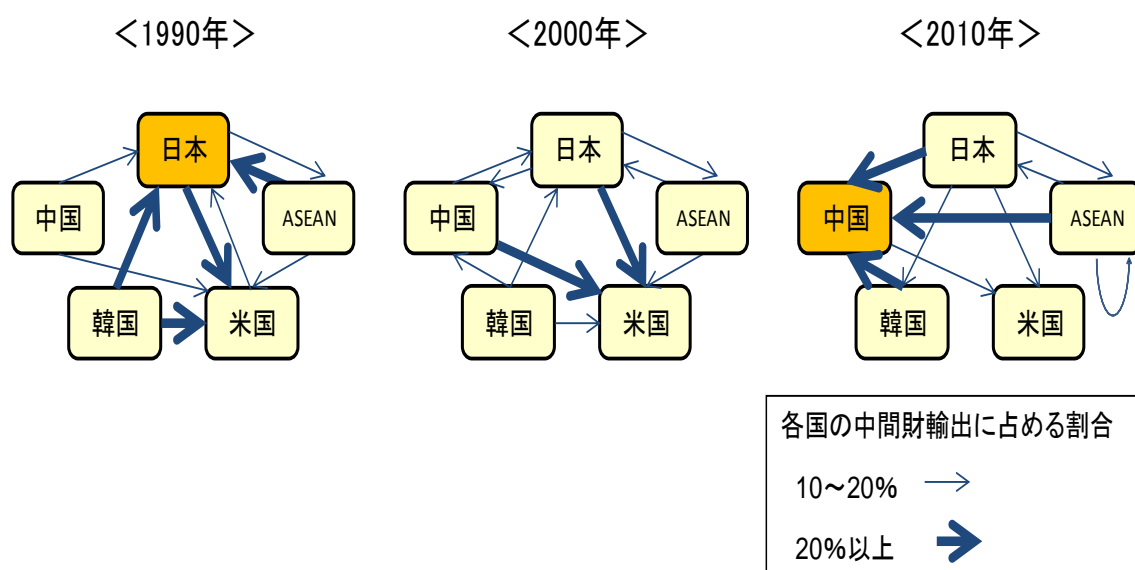 <1990年>
<2000年>
<2010年>
日本
中国
ASEAN
韓国
米国
日本
中国
ASEAN
韓国
米国
日本
中国
ASEAN
韓国
米国
各国の中間財輸出に占める割合
10~20%
20%以上